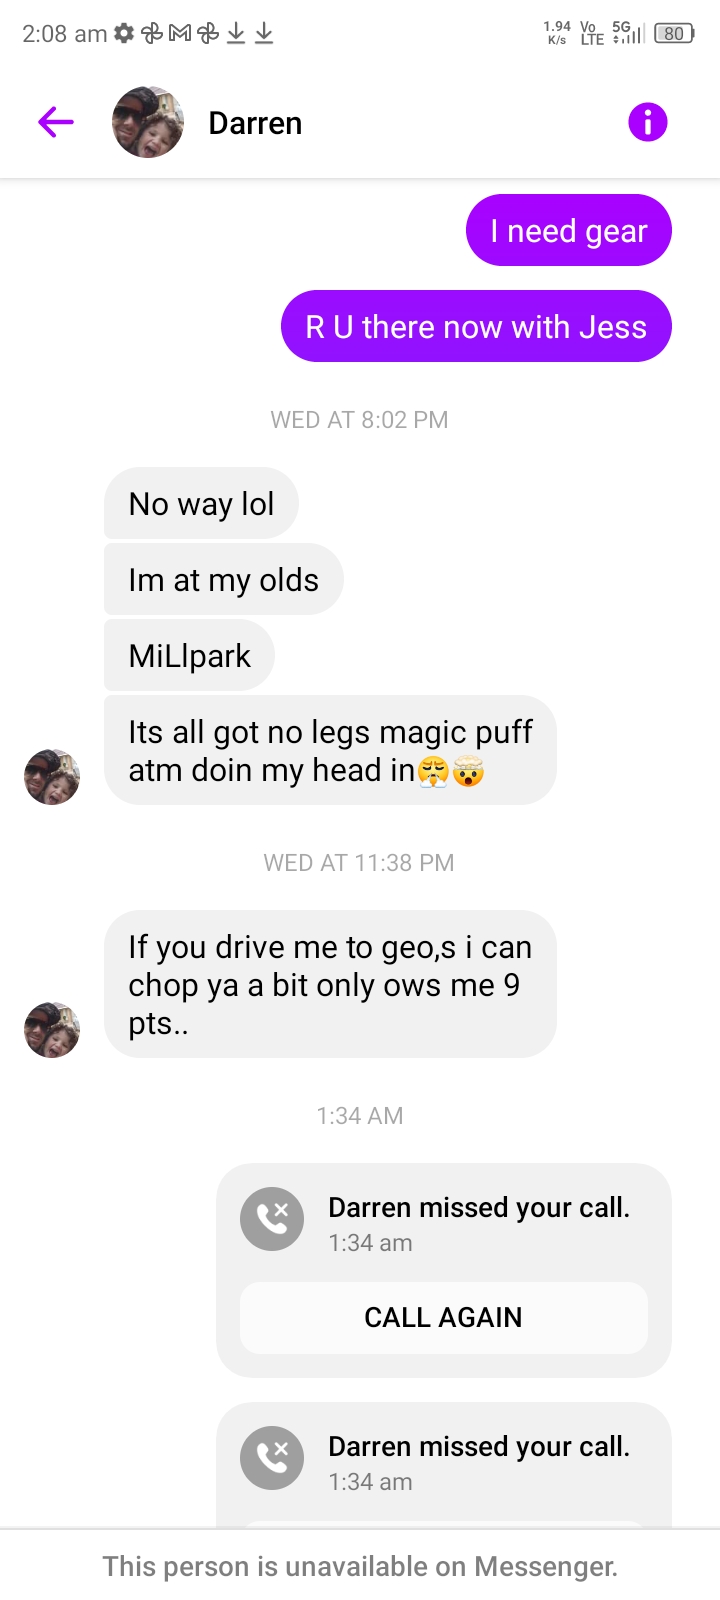 2:08 am
1.94 K/s Vo LTE 5G 80
Darren
I need gear
R U there now with Jess
WED AT 8:02 PM
No way lol
Im at my olds
MiLlpark
Its all got no legs magic puff
atm doin my head in😤🤯
WED AT 11:38 PM
If you drive me to geo,s i can
chop ya a bit only ows me 9
pts..
1:34 AM
Darren missed your call.
1:34 am
CALL AGAIN
Darren missed your call.
1:34 am
This person is unavailable on Messenger.